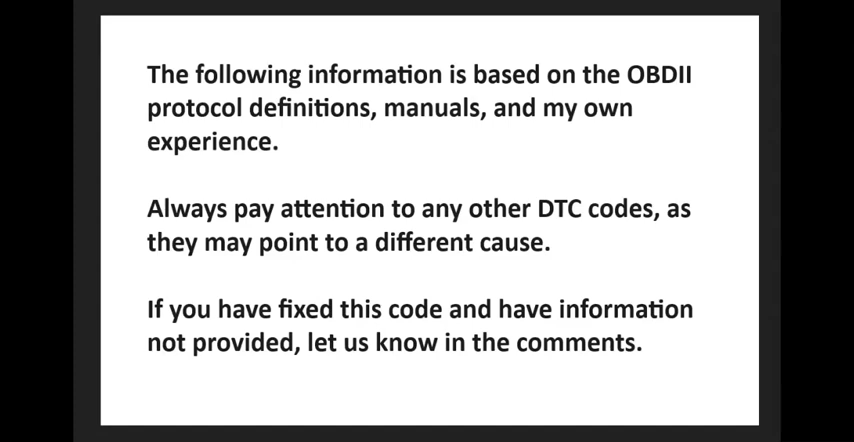 The following information is based on the OBDII
protocol definitions, manuals, and my own
experience.
Always pay attention to any other DTC codes, as
they may point to a different cause.
If you have fixed this code and have information
not provided, let us know in the comments.